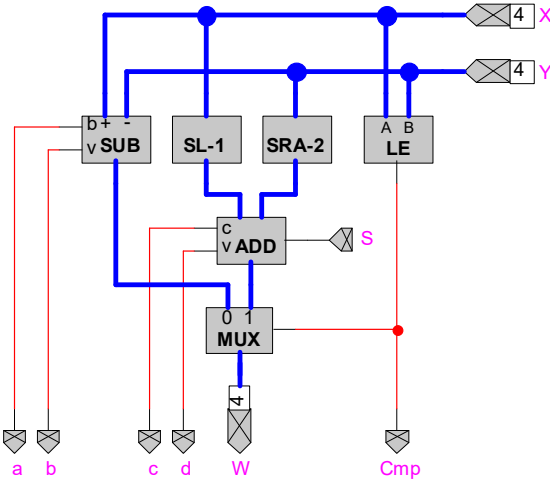 4 X
4 Y
b + -
v SUB
SL-1
SRA-2
A B
LE
c
v ADD
S
0 1
MUX
4
a b c d W Cmp